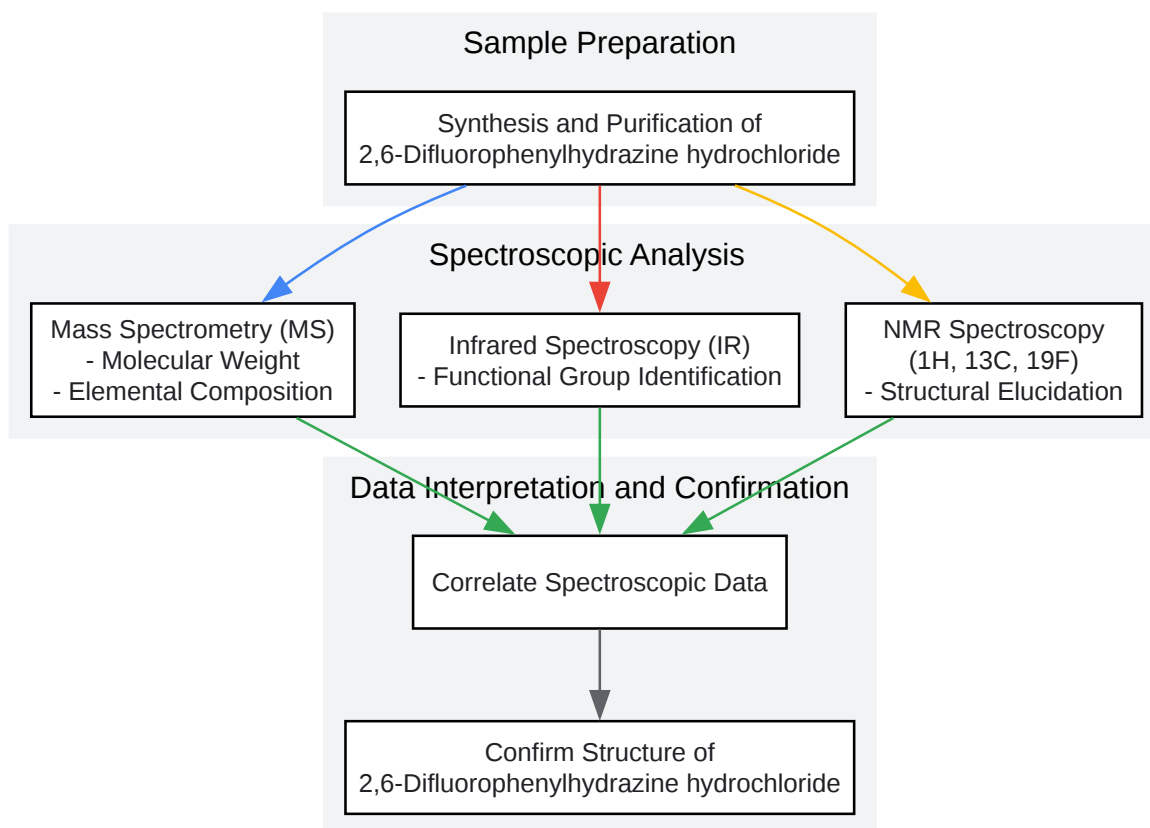 Sample Preparation
Synthesis and Purification of
2,6-Difluorophenylhydrazine hydrochloride
Spectroscopic Analysis
Mass Spectrometry (MS)
- Molecular Weight
- Elemental Composition
Infrared Spectroscopy (IR)
- Functional Group Identification
NMR Spectroscopy
(1H, 13C, 19F)
- Structural Elucidation
Data Interpretation and Confirmation
Correlate Spectroscopic Data
Confirm Structure of
2,6-Difluorophenylhydrazine hydrochloride